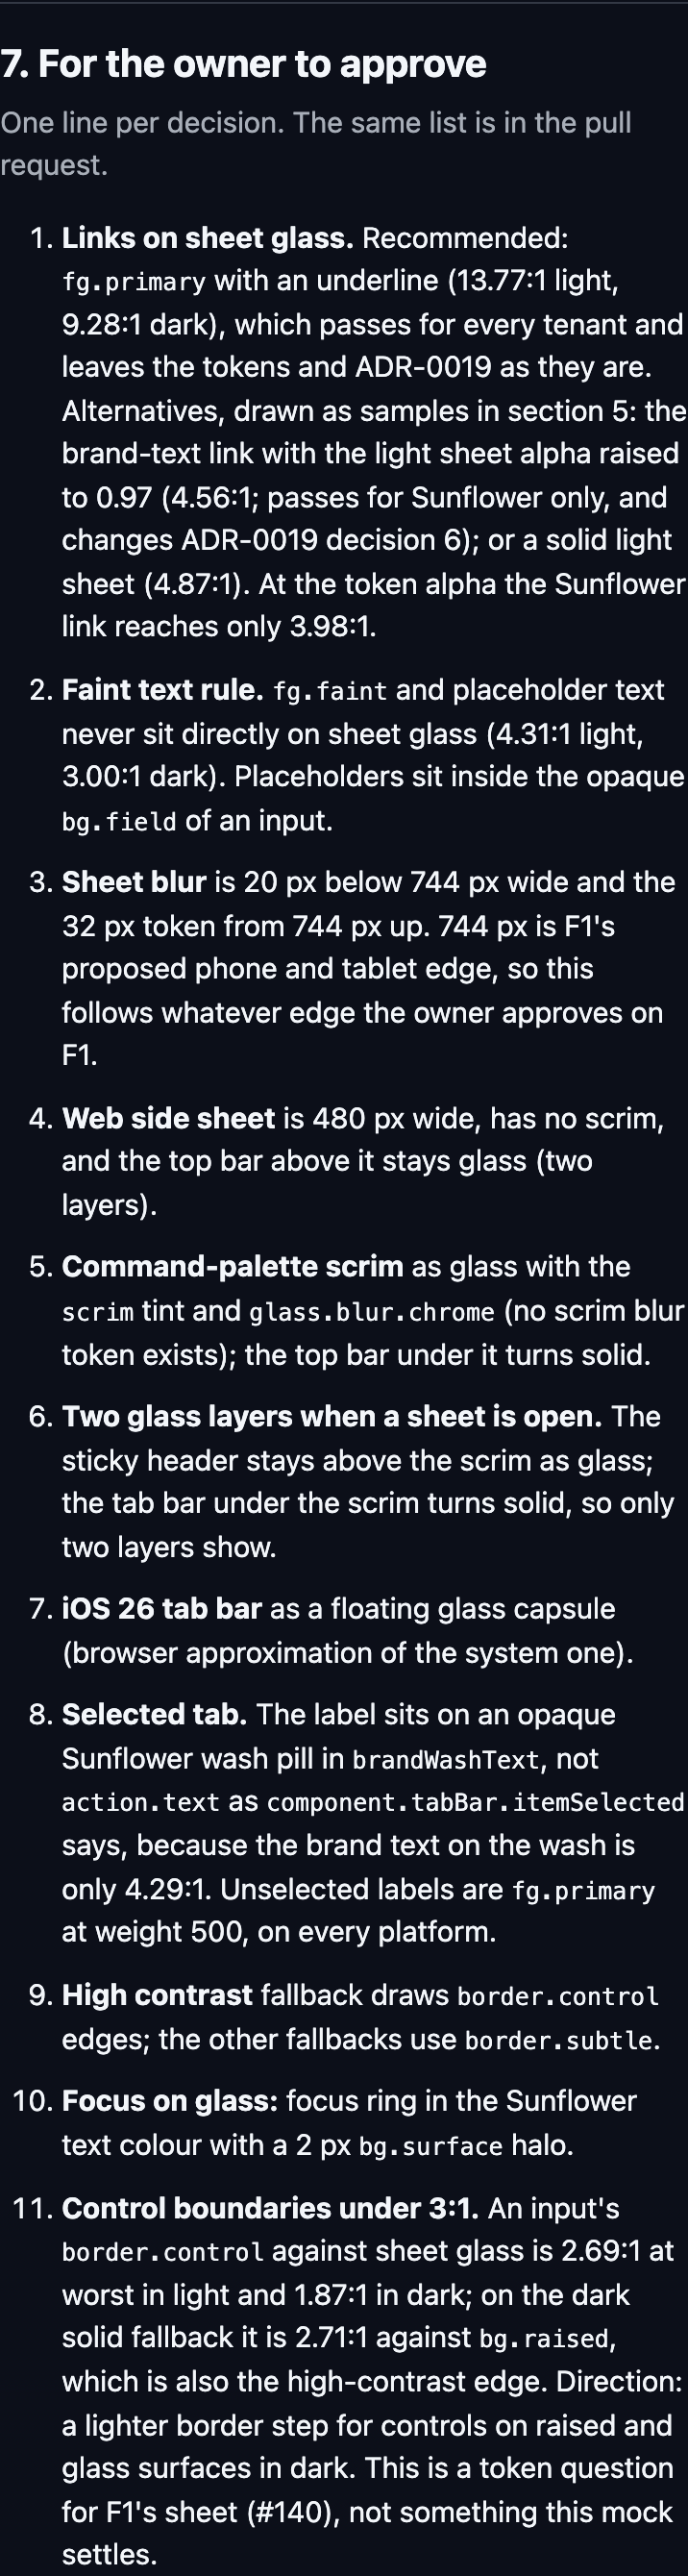 7. For the owner to approve
One line per decision. The same list is in the pull
request.
1. Links on sheet glass. Recommended:
fg.primary with an underline (13.77:1 light,
9.28:1 dark), which passes for every tenant and
leaves the tokens and ADR-0019 as they are.
Alternatives, drawn as samples in section 5: the
brand-text link with the light sheet alpha raised
to 0.97 (4.56:1; passes for Sunflower only, and
changes ADR-0019 decision 6); or a solid light
sheet (4.87:1). At the token alpha the Sunflower
link reaches only 3.98:1.
2. Faint text rule. fg.faint and placeholder text
never sit directly on sheet glass (4.31:1 light,
3.00:1 dark). Placeholders sit inside the opaque
bg.field of an input.
3. Sheet blur is 20 px below 744 px wide and the
32 px token from 744 px up. 744 px is F1's
proposed phone and tablet edge, so this
follows whatever edge the owner approves on
F1.
4. Web side sheet is 480 px wide, has no scrim,
and the top bar above it stays glass (two
layers).
5. Command-palette scrim as glass with the
scrim tint and glass.blur.chrome (no scrim blur
token exists); the top bar under it turns solid.
6. Two glass layers when a sheet is open. The
sticky header stays above the scrim as glass;
the tab bar under the scrim turns solid, so only
two layers show.
7. iOS 26 tab bar as a floating glass capsule
(browser approximation of the system one).
8. Selected tab. The label sits on an opaque
Sunflower wash pill in brandWashText, not
action.text as component.tabBar.itemSelected
says, because the brand text on the wash is
only 4.29:1. Unselected labels are fg.primary
at weight 500, on every platform.
9. High contrast fallback draws border.control
edges; the other fallbacks use border.subtle.
10. Focus on glass: focus ring in the Sunflower
text colour with a 2 px bg.surface halo.
11. Control boundaries under 3:1. An input's
border.control against sheet glass is 2.69:1 at
worst in light and 1.87:1 in dark; on the dark
solid fallback it is 2.71:1 against bg.raised,
which is also the high-contrast edge. Direction:
a lighter border step for controls on raised and
glass surfaces in dark. This is a token question
for F1's sheet (#140), not something this mock
settles.